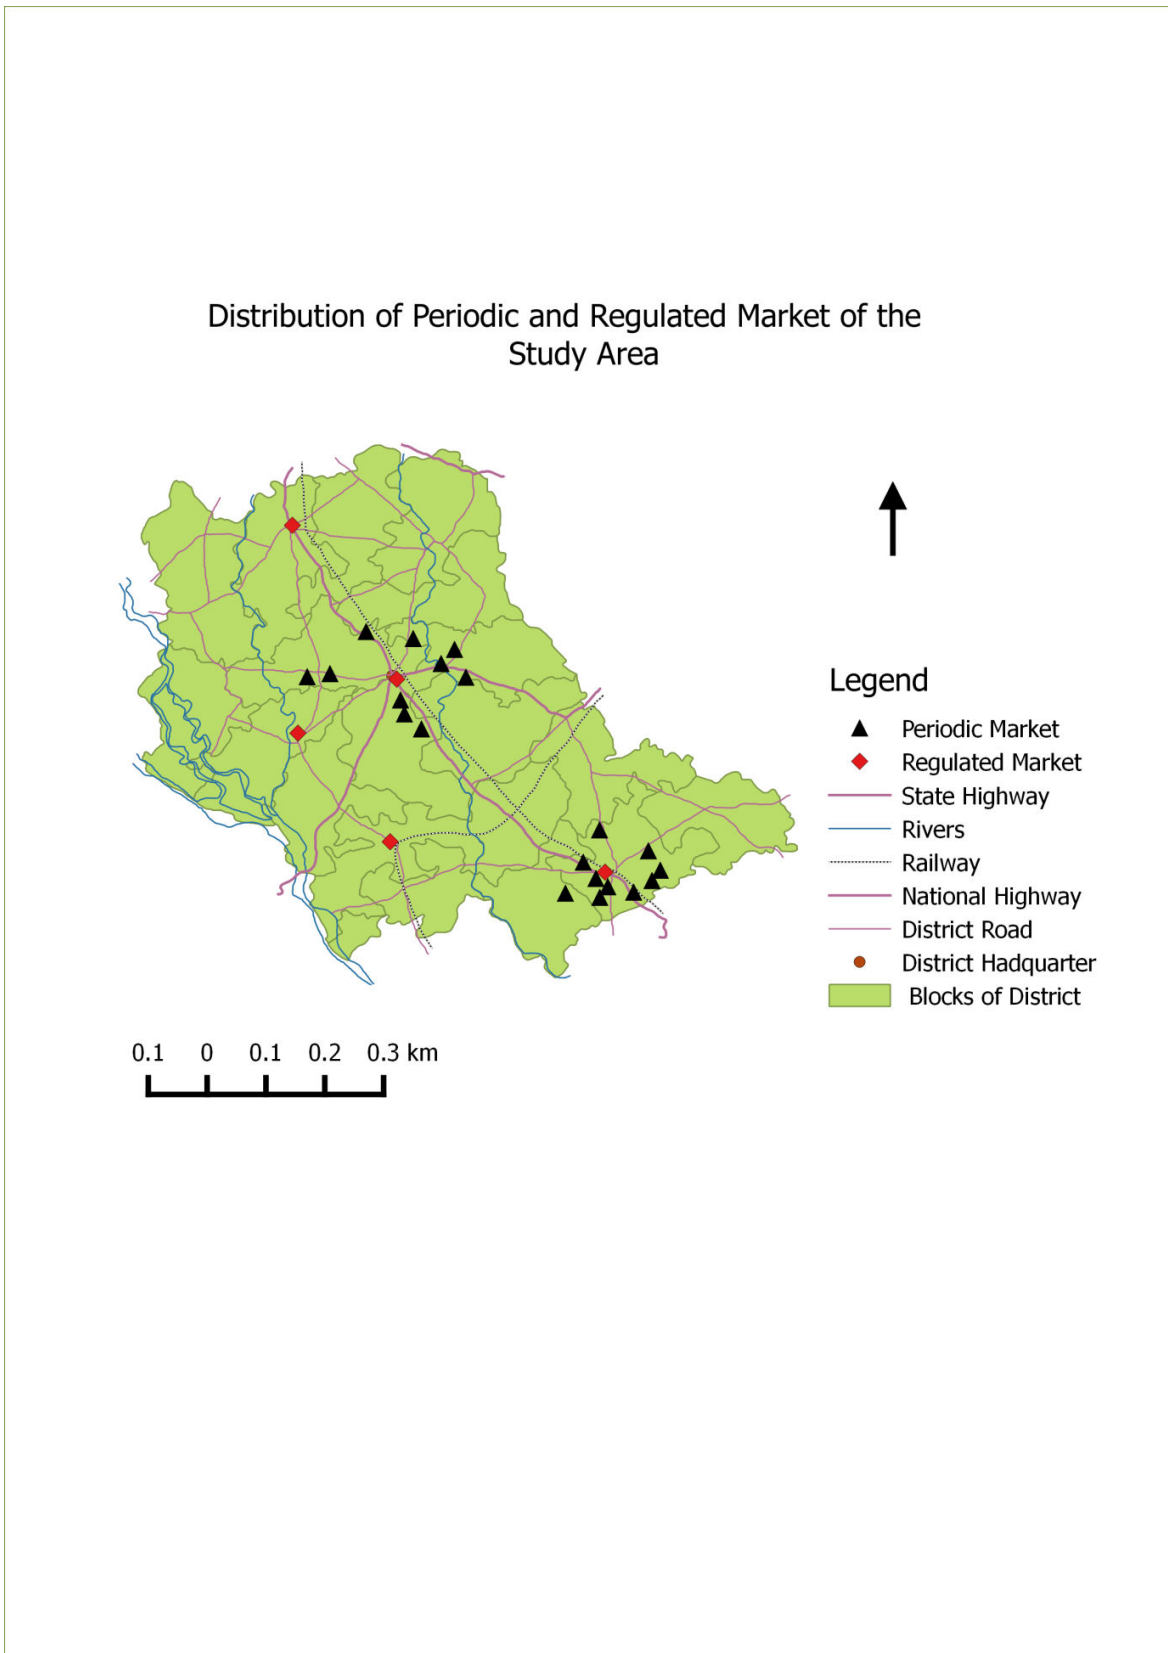 Distribution of Periodic and Regulated Market of the
Study Area
Legend
Periodic Market
Regulated Market
State Highway
Rivers
Railway
National Highway
District Road
District Hadquarter
Blocks of District
0.1 0 0.1 0.2 0.3 km